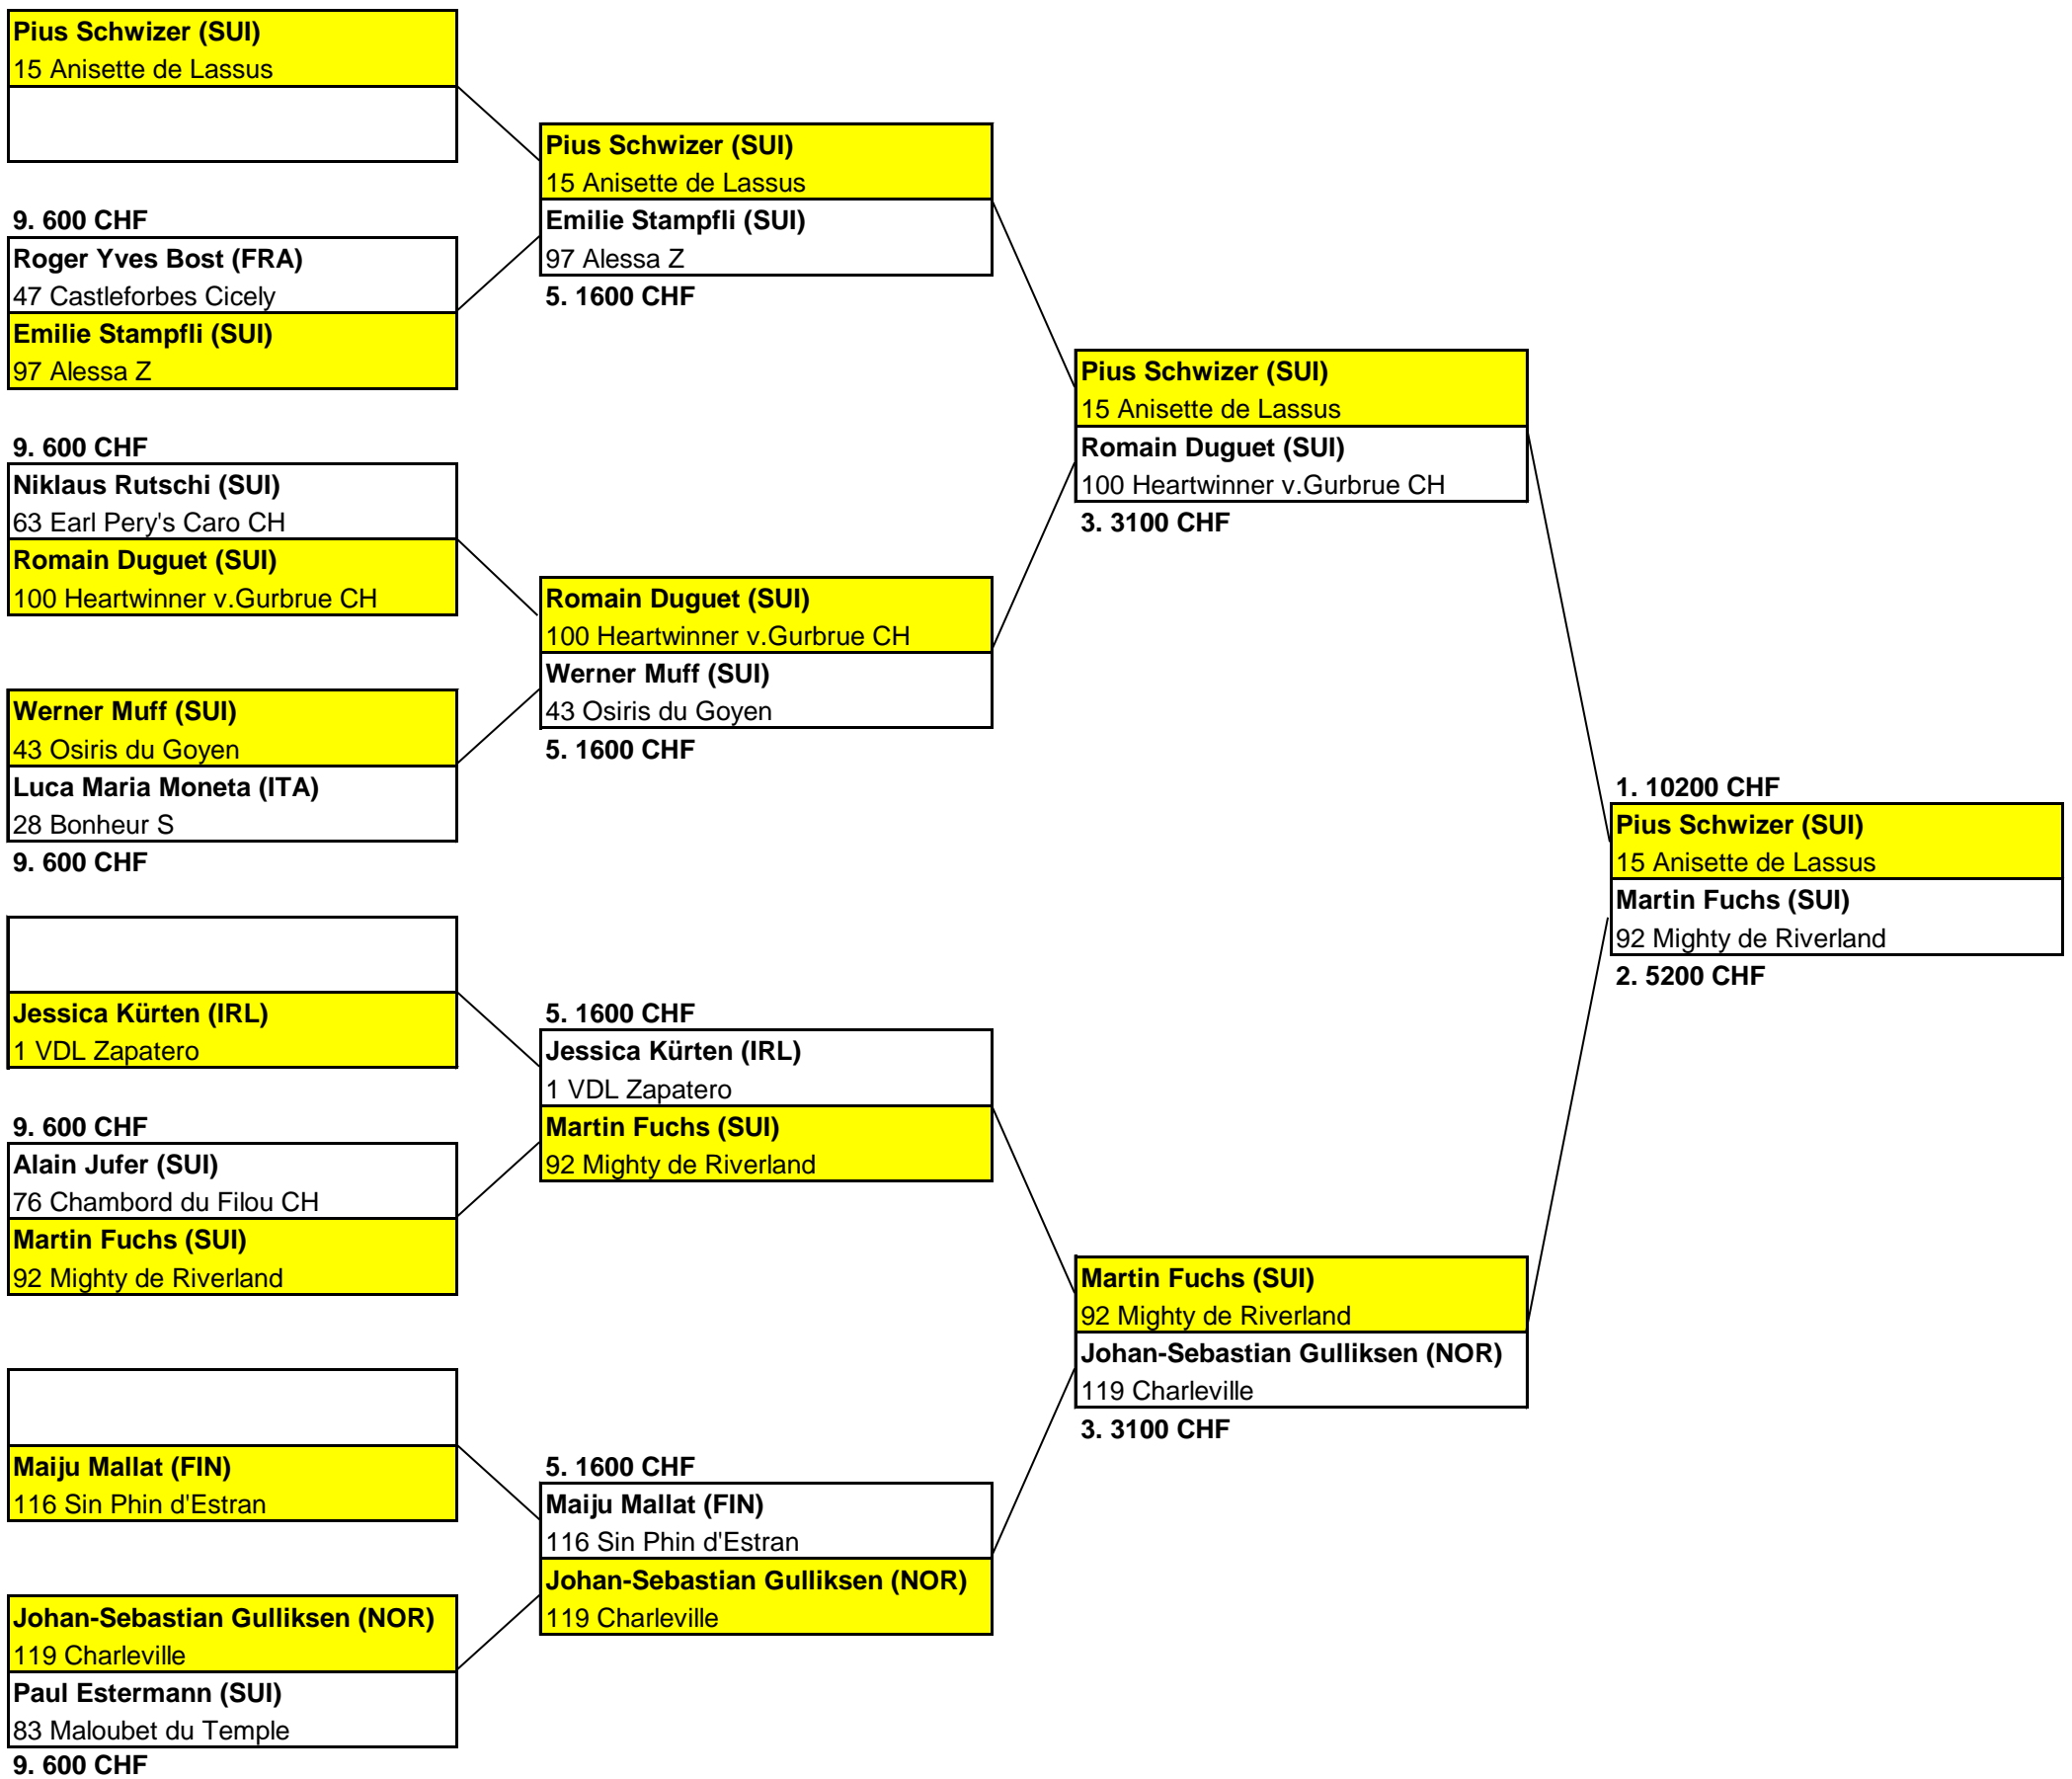 Pius Schwizer (SUI)
15 Anisette de Lassus
9. 600 CHF
Roger Yves Bost (FRA)
47 Castleforbes Cicely
Emilie Stampfli (SUI)
97 Alessa Z
9. 600 CHF
Niklaus Rutschi (SUI)
63 Earl Pery's Caro CH
Romain Duguet (SUI)
100 Heartwinner v.Gurbrue CH
Werner Muff (SUI)
43 Osiris du Goyen
Luca Maria Moneta (ITA)
28 Bonheur S
9. 600 CHF
Jessica Kürten (IRL)
1 VDL Zapatero
9. 600 CHF
Alain Jufer (SUI)
76 Chambord du Filou CH
Martin Fuchs (SUI)
92 Mighty de Riverland
Maiju Mallat (FIN)
116 Sin Phin d'Estran
Johan-Sebastian Gulliksen (NOR)
119 Charleville
Paul Estermann (SUI)
83 Maloubet du Temple
9. 600 CHF
Pius Schwizer (SUI)
15 Anisette de Lassus
Emilie Stampfli (SUI)
97 Alessa Z
5. 1600 CHF
Romain Duguet (SUI)
100 Heartwinner v.Gurbrue CH
Werner Muff (SUI)
43 Osiris du Goyen
5. 1600 CHF
5. 1600 CHF
Jessica Kürten (IRL)
1 VDL Zapatero
Martin Fuchs (SUI)
92 Mighty de Riverland
5. 1600 CHF
Maiju Mallat (FIN)
116 Sin Phin d'Estran
Johan-Sebastian Gulliksen (NOR)
119 Charleville
Pius Schwizer (SUI)
15 Anisette de Lassus
Romain Duguet (SUI)
100 Heartwinner v.Gurbrue CH
3. 3100 CHF
Martin Fuchs (SUI)
92 Mighty de Riverland
Johan-Sebastian Gulliksen (NOR)
119 Charleville
3. 3100 CHF
1. 10200 CHF
Pius Schwizer (SUI)
15 Anisette de Lassus
Martin Fuchs (SUI)
92 Mighty de Riverland
2. 5200 CHF